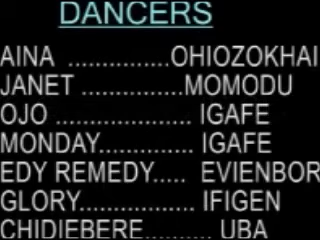 DANCERS
AINA ...............OHIOZOKHAI
JANET ...............MOMODU
OJO .................... IGAFE
MONDAY.............. IGAFE
EDY REMEDY..... EVIENBOR
GLORY................. IFIGEN
CHIDIEBERE.......... UBA